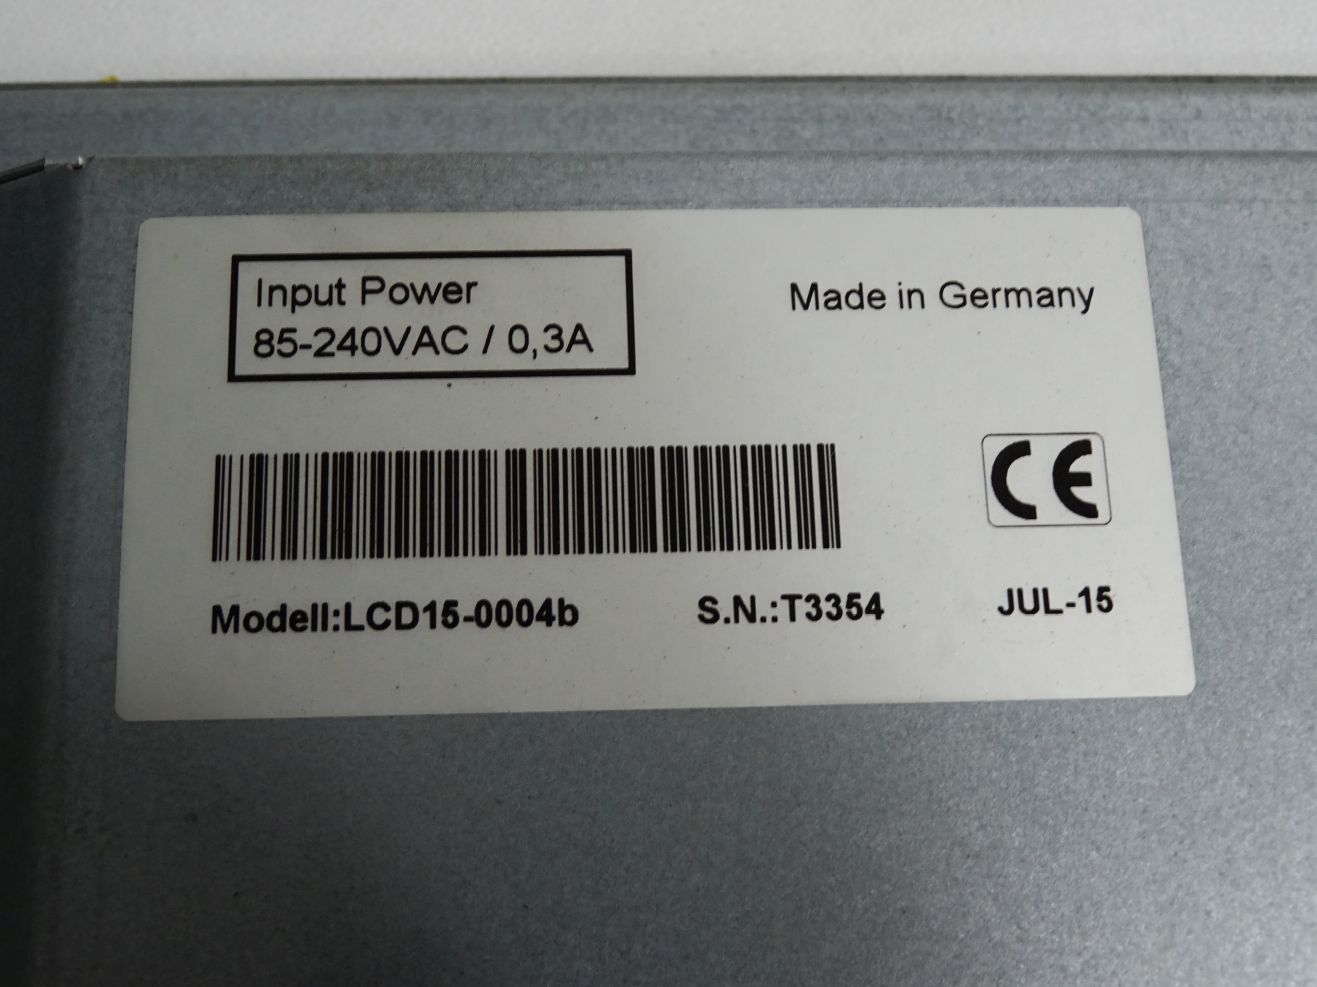 Input Power
85-240VAC / 0,3A
Made in Germany
CE
Modell:LCD15-0004b
S.N.:T3354
JUL-15